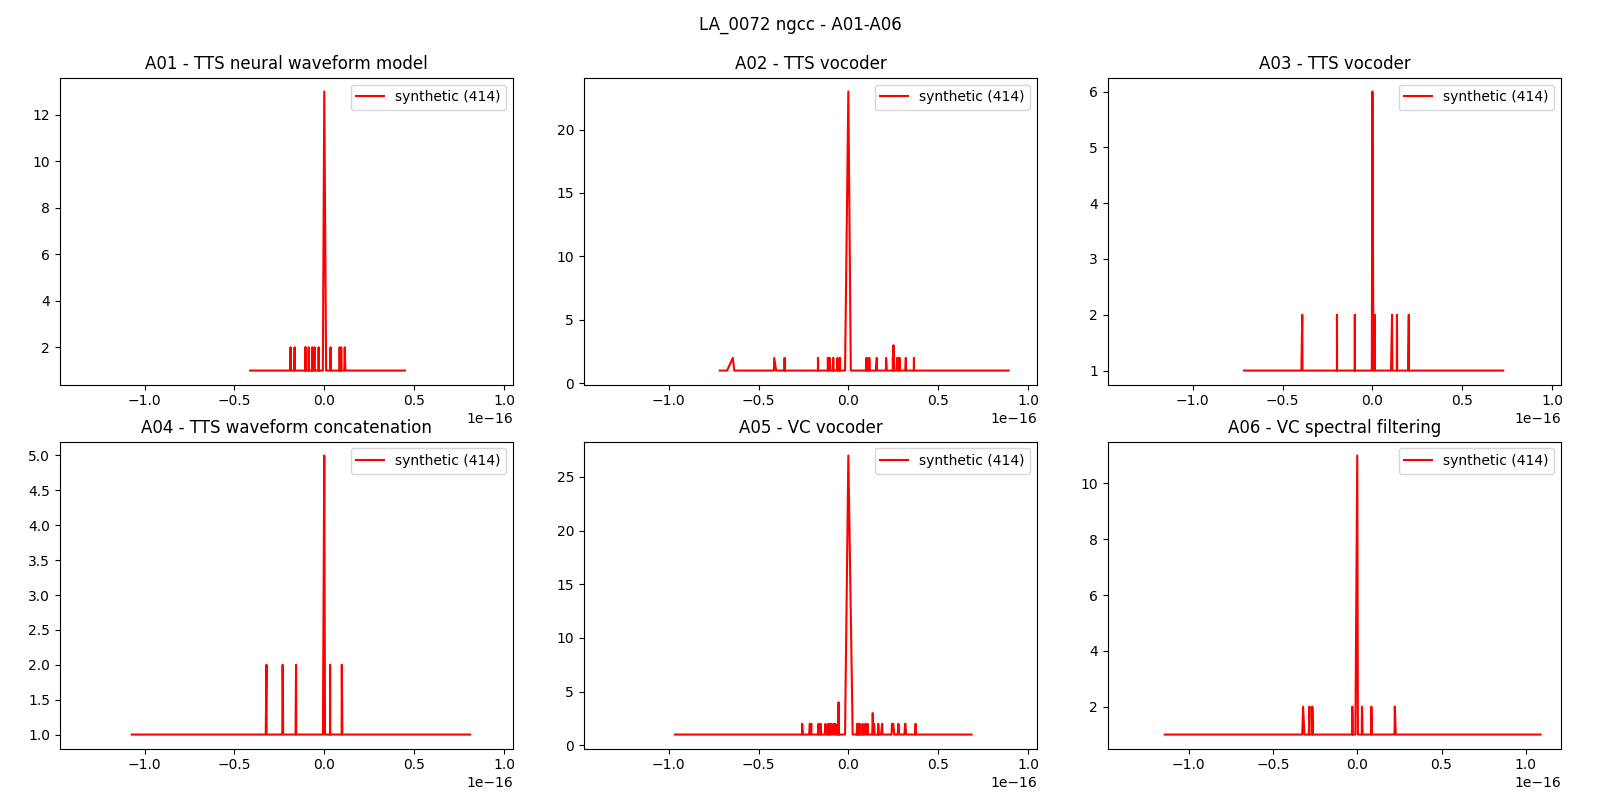 LA_0072 ngcc - A01-A06
A01 - TTS neural waveform model
synthetic (414)
12
10
8
6
4
2
−1.0 −0.5 0.0 0.5 1.0
1e−16
A02 - TTS vocoder
synthetic (414)
20
15
10
5
0
−1.0 −0.5 0.0 0.5 1.0
1e−16
A03 - TTS vocoder
synthetic (414)
6
5
4
3
2
1
−1.0 −0.5 0.0 0.5 1.0
1e−16
A04 - TTS waveform concatenation
synthetic (414)
5.0
4.5
4.0
3.5
3.0
2.5
2.0
1.5
1.0
−1.0 −0.5 0.0 0.5 1.0
1e−16
A05 - VC vocoder
synthetic (414)
25
20
15
10
5
0
−1.0 −0.5 0.0 0.5 1.0
1e−16
A06 - VC spectral filtering
synthetic (414)
10
8
6
4
2
−1.0 −0.5 0.0 0.5 1.0
1e−16